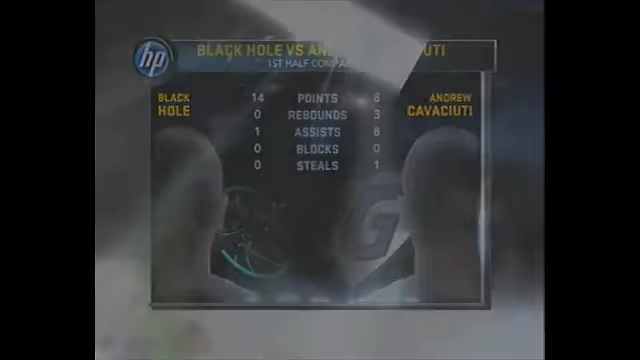 hp
BLACK HOLE VS AN UTI
1ST HALF COMPA
BLACK HOLE
ANDREW CAVACIUTI
14 POINTS 8
0 REBOUNDS 3
1 ASSISTS 8
0 BLOCKS 0
0 STEALS 1
G